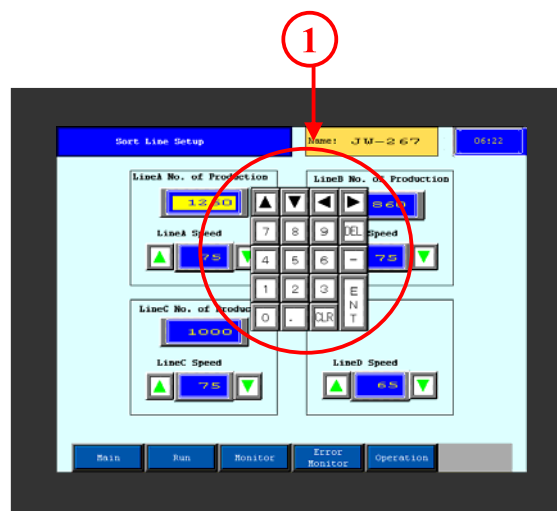 1
Sort Line Setup
Name: JW-267
06:22
LineA No. of Production
LineB No. of Production
1250
860
7 8 9 DEL
LineA Speed
Speed
75
4 5 6 -
75
1 2 3 ENT
LineC No. of Produc
0 . CLR
1000
LineC Speed
LineD Speed
75
65
Main
Run
Monitor
Error
Monitor
Operation